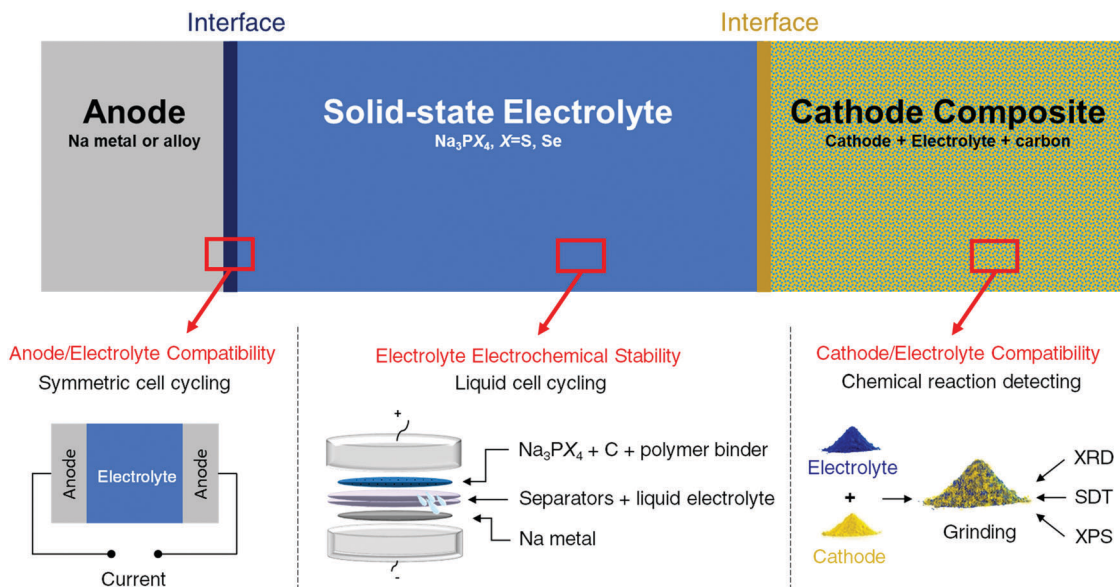 Interface
Interface
Anode
Na metal or alloy
Solid-state Electrolyte
Na₃PX₄, X=S, Se
Cathode Composite
Cathode + Electrolyte + carbon
Anode/Electrolyte Compatibility
Symmetric cell cycling
Anode
Electrolyte
Anode
Current
Electrolyte Electrochemical Stability
Liquid cell cycling
+
Na₃PX₄ + C + polymer binder
Separators + liquid electrolyte
Na metal
-
Cathode/Electrolyte Compatibility
Chemical reaction detecting
Electrolyte
+
Cathode
Grinding
XRD
SDT
XPS